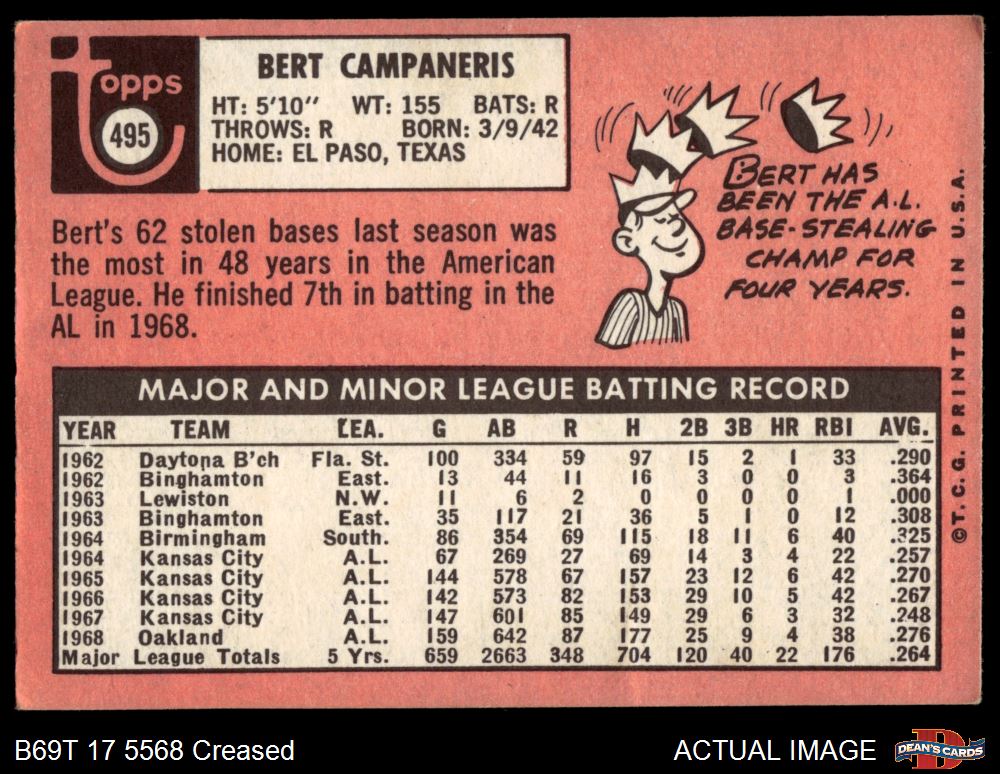 topps
495
BERT CAMPANERIS
HT: 5'10" WT: 155 BATS: R
THROWS: R BORN: 3/9/42
HOME: EL PASO, TEXAS
Bert's 62 stolen bases last season was
the most in 48 years in the American
League. He finished 7th in batting in the
AL in 1968.
BERT HAS
BEEN THE A.L.
BASE-STEALING
CHAMP FOR
FOUR YEARS.
MAJOR AND MINOR LEAGUE BATTING RECORD
YEAR TEAM LEA. G AB R H 2B 3B HR RBI AVG.
1962 Daytona B'ch Fla. St. 100 334 59 97 15 2 1 33 .290
1962 Binghamton East. 13 44 11 16 3 0 0 3 .364
1963 Lewiston N.W. 11 6 2 0 0 0 0 1 .000
1963 Binghamton East. 35 117 21 36 5 1 0 12 .308
1964 Birmingham South. 86 354 69 115 18 11 6 40 .325
1964 Kansas City A.L. 67 269 27 69 14 3 4 22 .257
1965 Kansas City A.L. 144 578 67 157 23 12 6 42 .270
1966 Kansas City A.L. 142 573 82 153 29 10 5 42 .267
1967 Kansas City A.L. 147 601 85 149 29 6 3 32 .248
1968 Oakland A.L. 159 642 87 177 25 9 4 38 .276
Major League Totals 5 Yrs. 659 2663 348 704 120 40 22 176 .264
©T.C.G. PRINTED IN U.S.A.
B69T 17 5568 Creased
ACTUAL IMAGE
D
DEAN'S CARDS